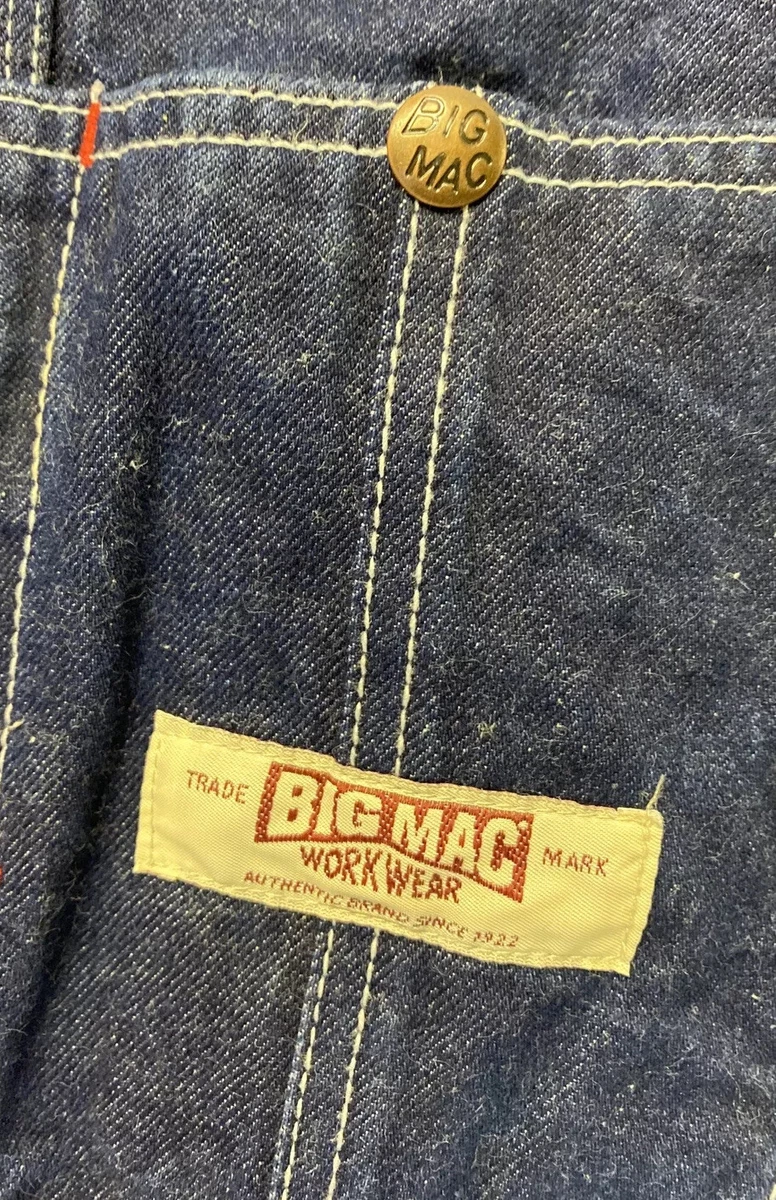 BIG
MAC
TRADE BIG MAC MARK
WORKWEAR
AUTHENTIC BRAND SINCE 1922